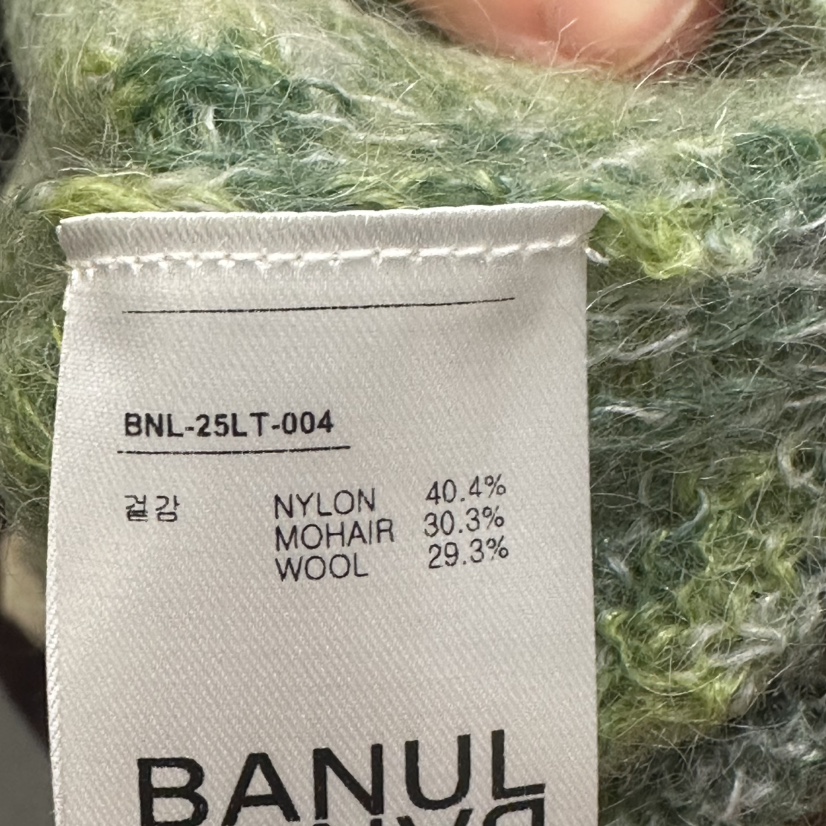 BNL-25LT-004
겉감 NYLON 40.4%
MOHAIR 30.3%
WOOL 29.3%
BANUL